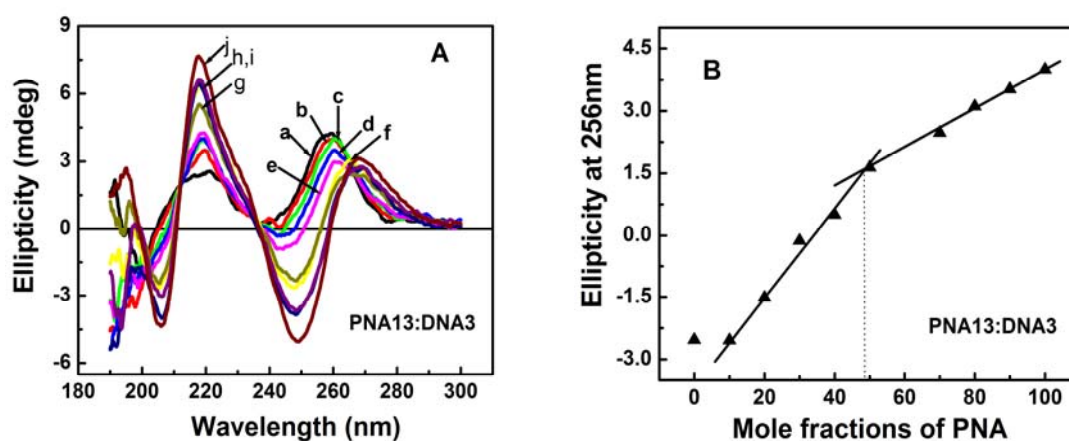 A
9
6
3
0
-3
-6
Ellipticity (mdeg)
j
h,i
g
b
c
a
d
f
e
PNA13:DNA3
180 200 220 240 260 280 300
Wavelength (nm)
B
4.5
3.0
1.5
0.0
-1.5
-3.0
Ellipticity at 256nm
PNA13:DNA3
0 20 40 60 80 100
Mole fractions of PNA